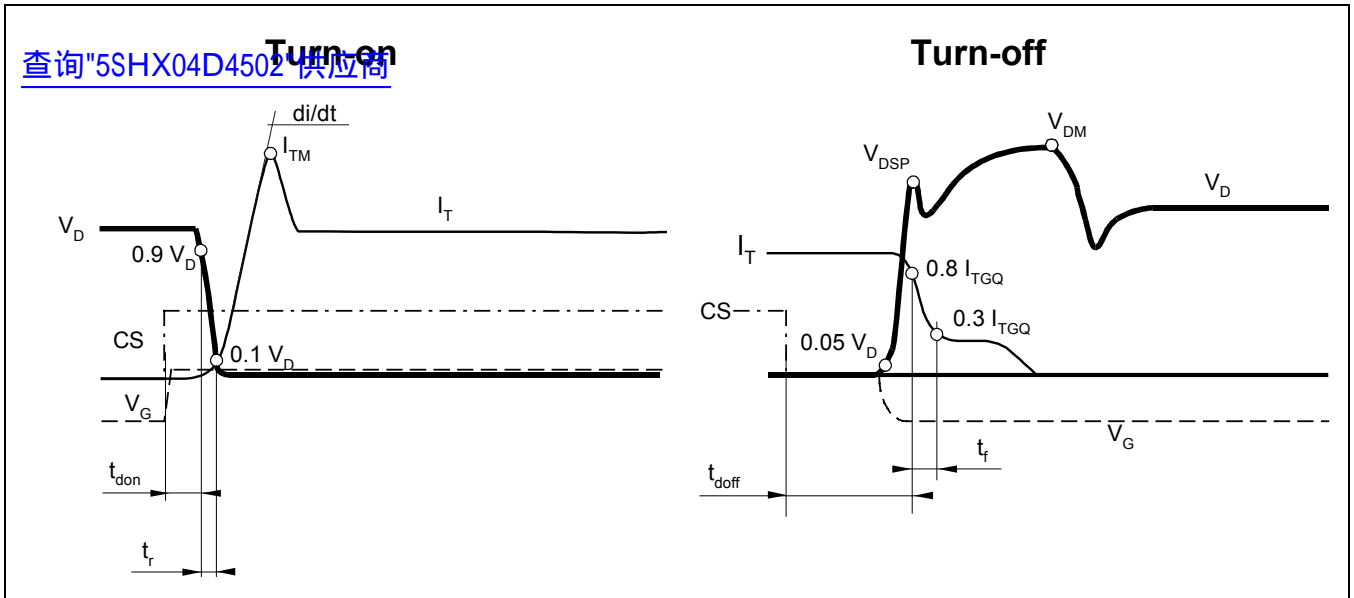 Turn-on
Turn-off
查询"5SHX04D4502"供应商
di/dt
I_TM
V_D
0.9 V_D
I_T
CS
0.1 V_D
V_G
t_don
t_r
V_DM
V_DSP
V_D
I_T
0.8 I_TGQ
CS
0.3 I_TGQ
0.05 V_D
V_G
t_f
t_doff